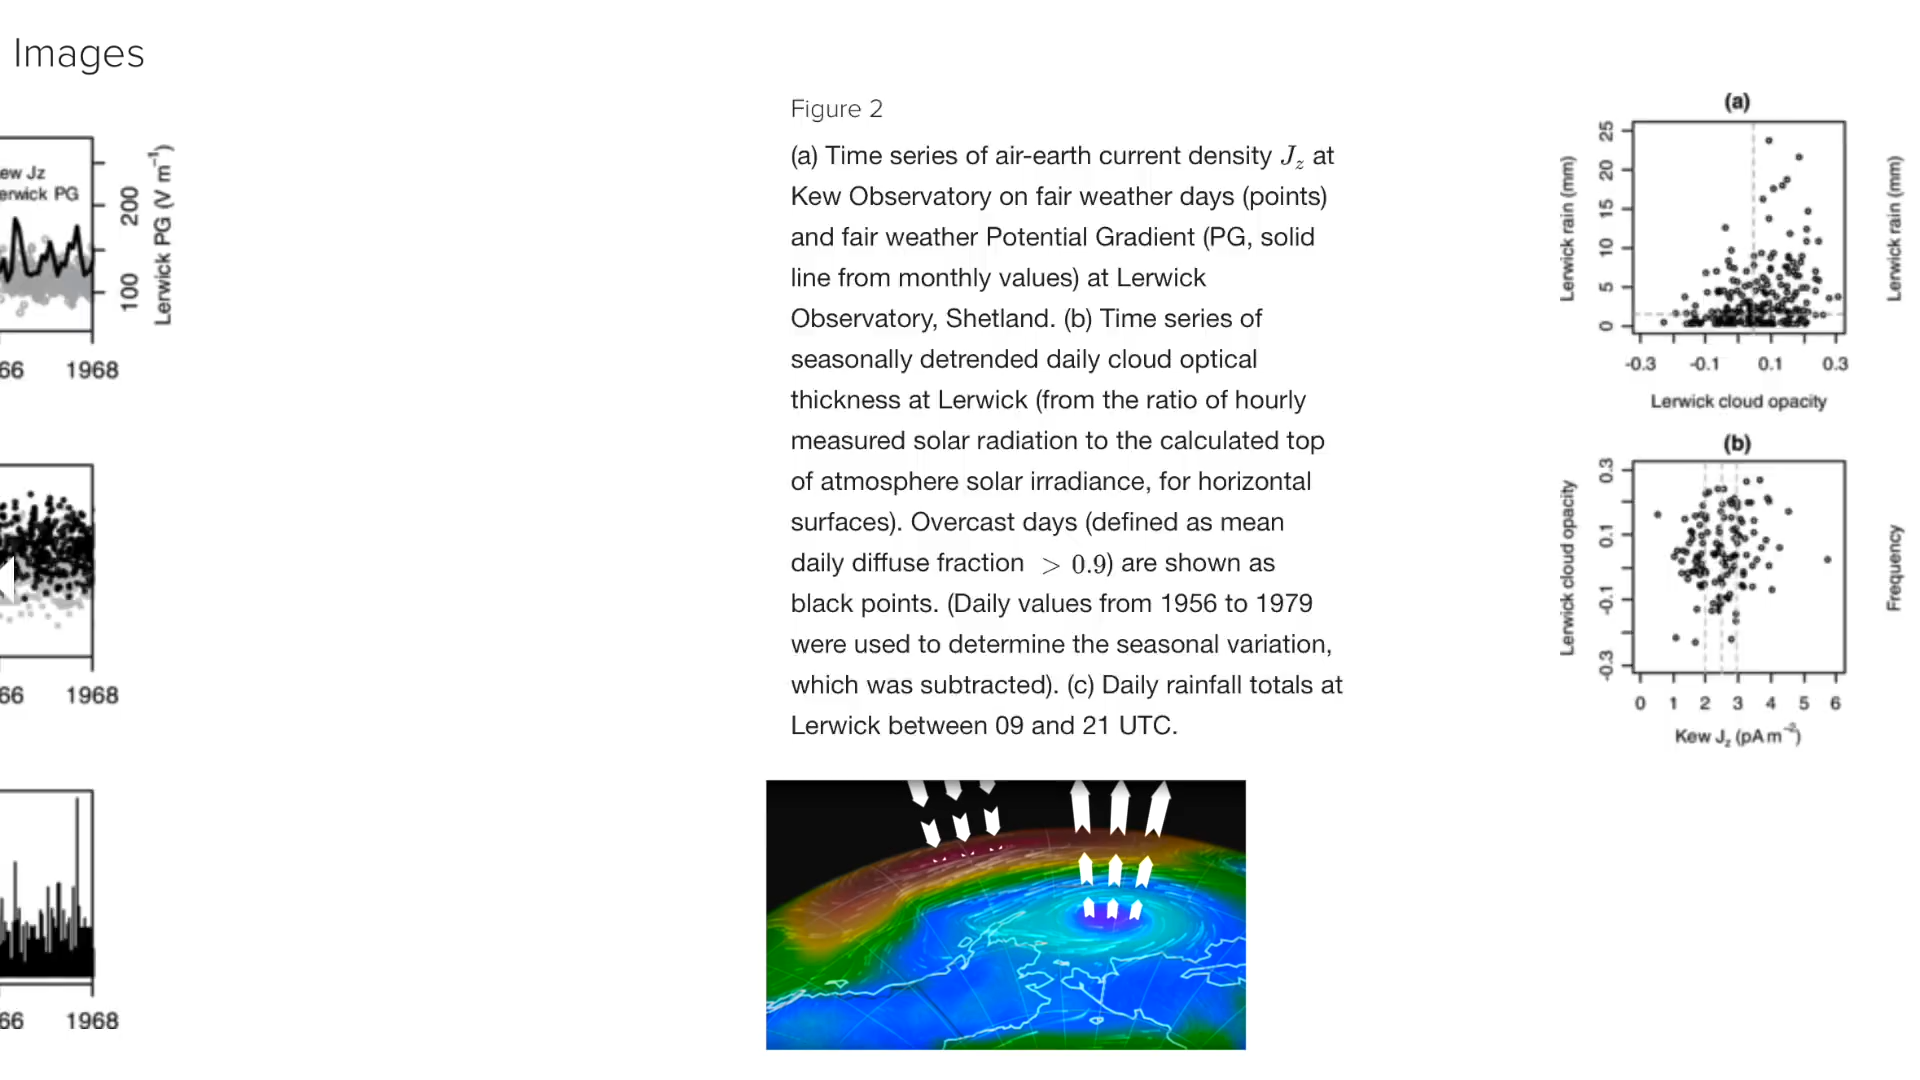 Images
ew Jz
erwick PG
200
100
Lerwick PG (V m⁻¹)
66 1968
66 1968
66 1968
Figure 2
(a) Time series of air-earth current density J_z at
Kew Observatory on fair weather days (points)
and fair weather Potential Gradient (PG, solid
line from monthly values) at Lerwick
Observatory, Shetland. (b) Time series of
seasonally detrended daily cloud optical
thickness at Lerwick (from the ratio of hourly
measured solar radiation to the calculated top
of atmosphere solar irradiance, for horizontal
surfaces). Overcast days (defined as mean
daily diffuse fraction > 0.9) are shown as
black points. (Daily values from 1956 to 1979
were used to determine the seasonal variation,
which was subtracted). (c) Daily rainfall totals at
Lerwick between 09 and 21 UTC.
(a)
Lerwick rain (mm)
25
20
15
10
5
0
-0.3 -0.1 0.1 0.3
Lerwick cloud opacity
Lerwick rain (mm)
(b)
Lerwick cloud opacity
0.3
0.1
-0.1
-0.3
0 1 2 3 4 5 6
Kew J_z (pAm⁻²)
Frequency